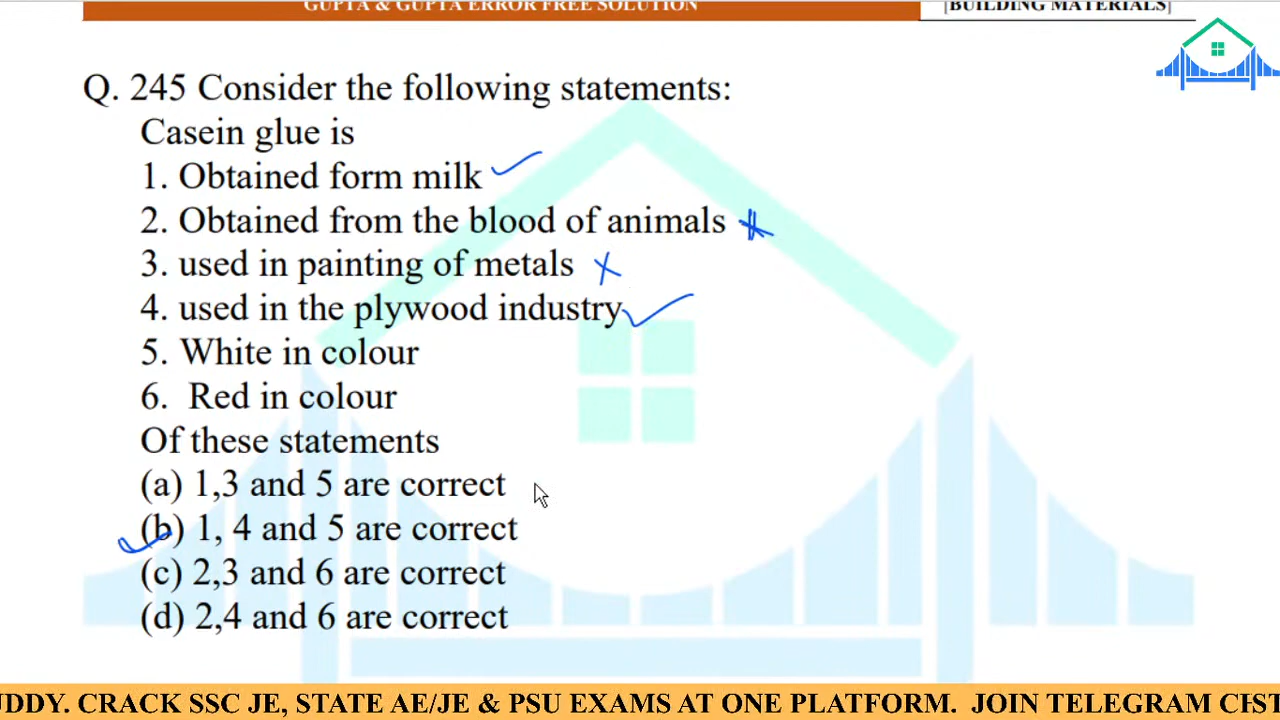 GUPTA & GUPTA ERROR FREE SOLUTION
[BUILDING MATERIALS]
Q. 245 Consider the following statements:
Casein glue is
1. Obtained form milk
2. Obtained from the blood of animals
3. used in painting of metals
4. used in the plywood industry
5. White in colour
6. Red in colour
Of these statements
(a) 1,3 and 5 are correct
(b) 1, 4 and 5 are correct
(c) 2,3 and 6 are correct
(d) 2,4 and 6 are correct
UDDY. CRACK SSC JE, STATE AE/JE & PSU EXAMS AT ONE PLATFORM. JOIN TELEGRAM